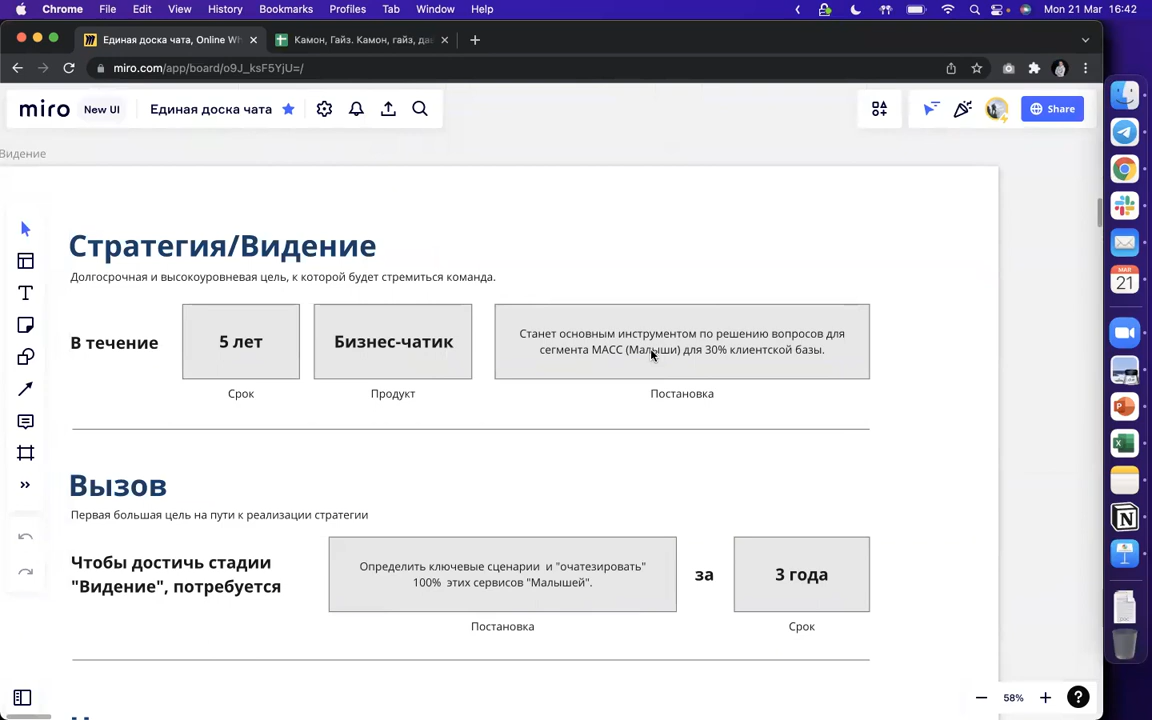 Chrome File Edit View History Bookmarks Profiles Tab Window Help Mon 21 Mar 16:42
Единая доска чата, Online Wh
Камон, Гайз. Камон, гайз, да
miro.com/app/board/o9J_ksF5YjU=/
miro New UI Единая доска чата Share
Видение
MAR
21
Стратегия/Видение
Долгосрочная и высокоуровневая цель, к которой будет стремиться команда.
В течение
5 лет
Бизнес-чатик
Станет основным инструментом по решению вопросов для
сегмента МАСС (Малыши) для 30% клиентской базы.
Срок
Продукт
Постановка
Вызов
Первая большая цель на пути к реализации стратегии
Чтобы достичь стадии
"Видение", потребуется
Определить ключевые сценарии и "очатезировать"
100% этих сервисов "Малышей".
за
3 года
Постановка
Срок
58%